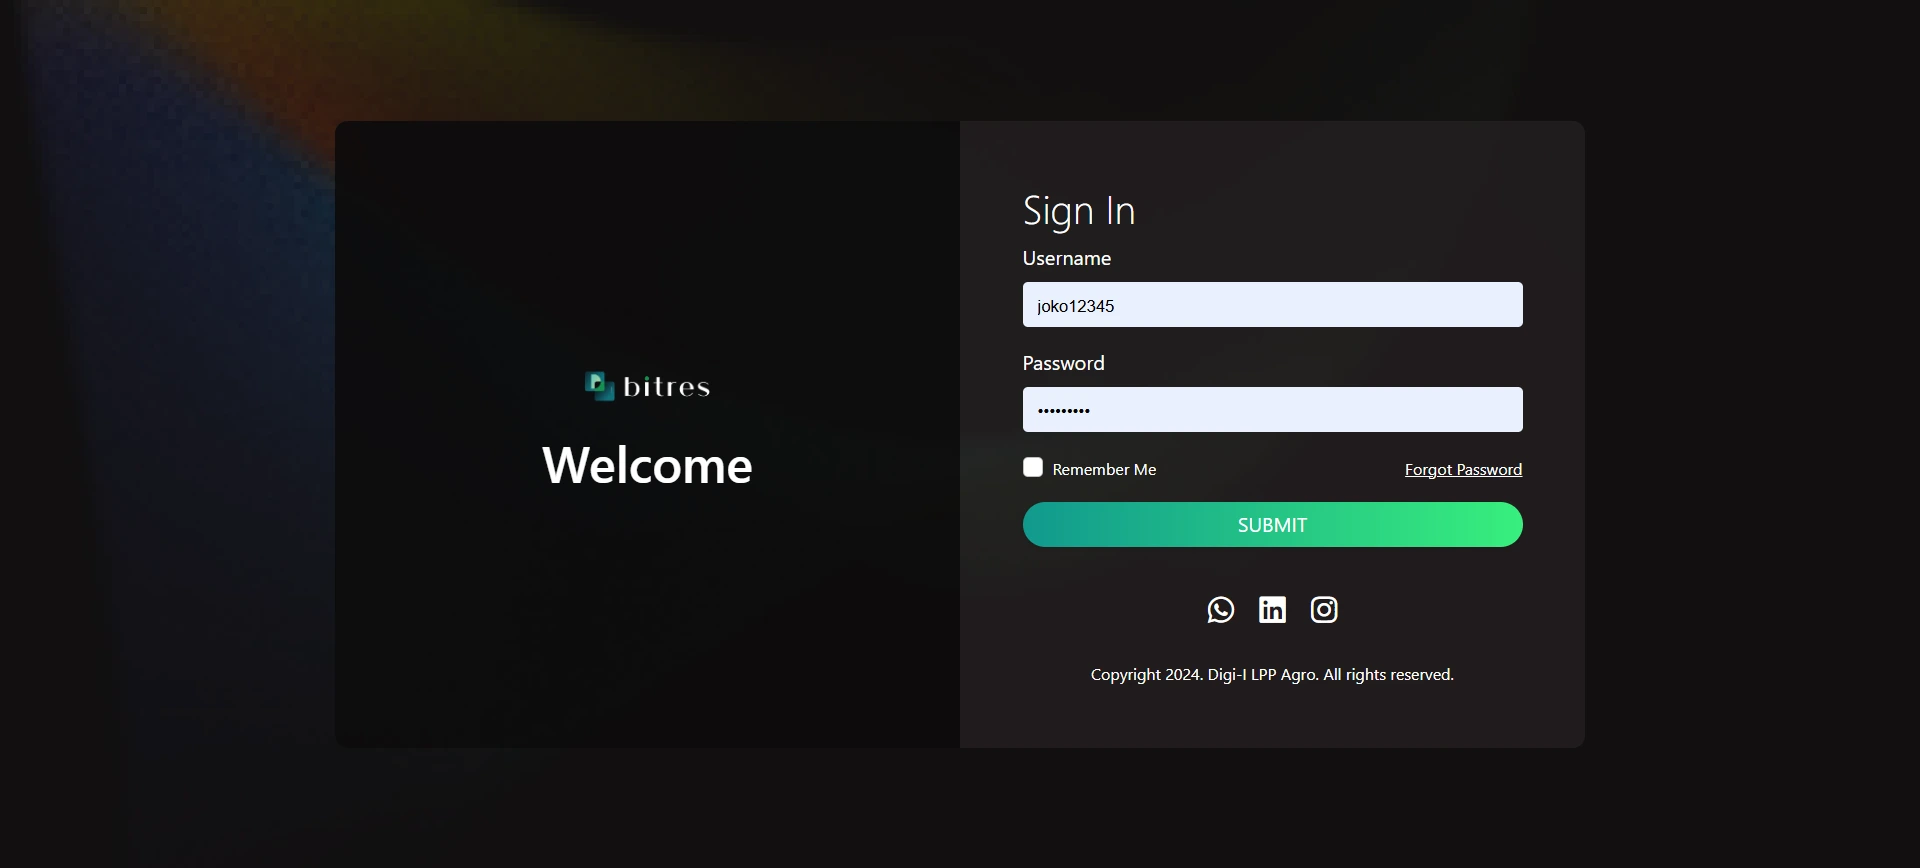 bitres
Welcome
Sign In
Username
joko12345
Password
•••••••••
Remember Me
Forgot Password
SUBMIT
Copyright 2024. Digi-I LPP Agro. All rights reserved.